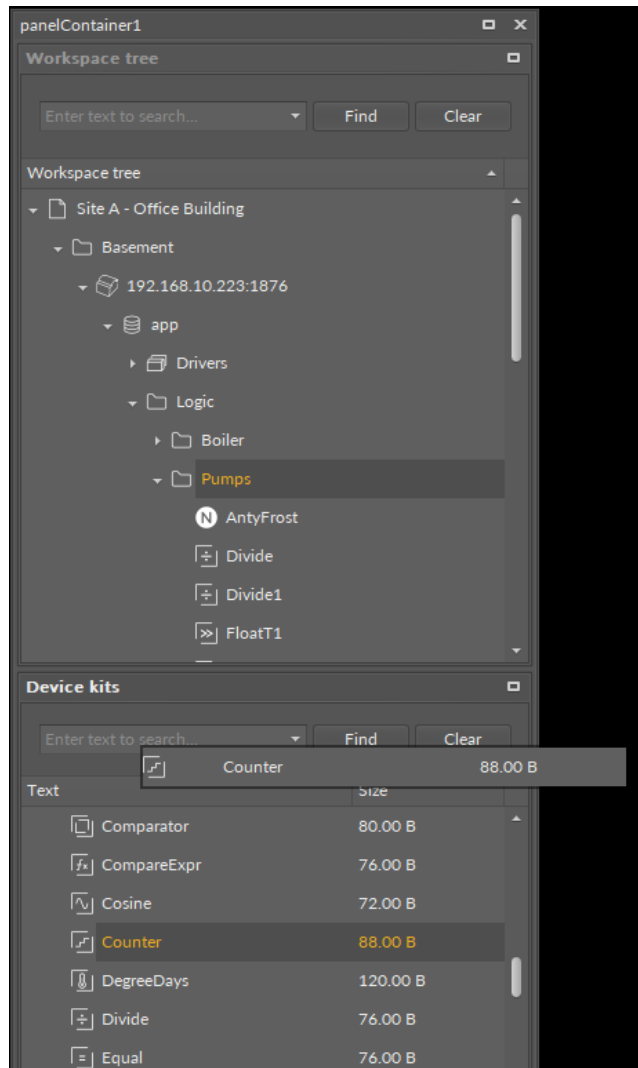 panelContainer1
Workspace tree
Enter text to search... Find Clear
Workspace tree
Site A - Office Building
Basement
192.168.10.223:1876
app
Drivers
Logic
Boiler
Pumps
N AntyFrost
Divide
Divide1
FloatT1
Device kits
Enter text to search... Find Clear
Counter 88.00 B
Text Size
Comparator 80.00 B
fx CompareExpr 76.00 B
Cosine 72.00 B
Counter 88.00 B
DegreeDays 120.00 B
Divide 76.00 B
Equal 76.00 B